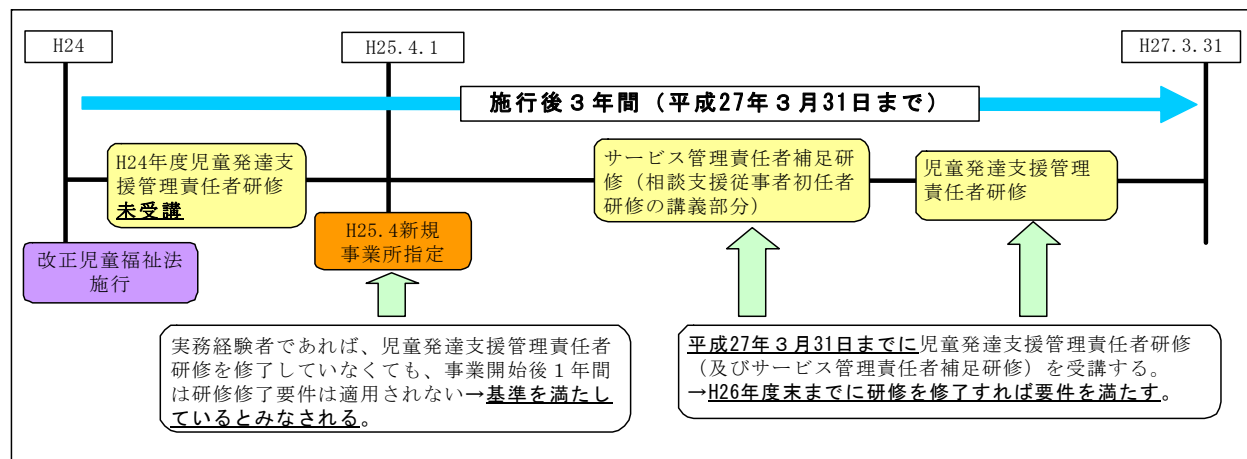 H24
H25.4.1
H27.3.31
施行後３年間（平成27年３月31日まで）
H24年度児童発達支
援管理責任者研修
未受講
サービス管理責任者補足研
修（相談支援従事者初任者
研修の講義部分）
児童発達支援管理
責任者研修
H25.4新規
事業所指定
改正児童福祉法
施行
実務経験者であれば、児童発達支援管理責任者
研修を修了していなくても、事業開始後１年間
は研修修了要件は適用されない→基準を満たし
ているとみなされる。
平成27年３月31日までに児童発達支援管理責任者研修
（及びサービス管理責任者補足研修）を受講する。
→H26年度末までに研修を修了すれば要件を満たす。